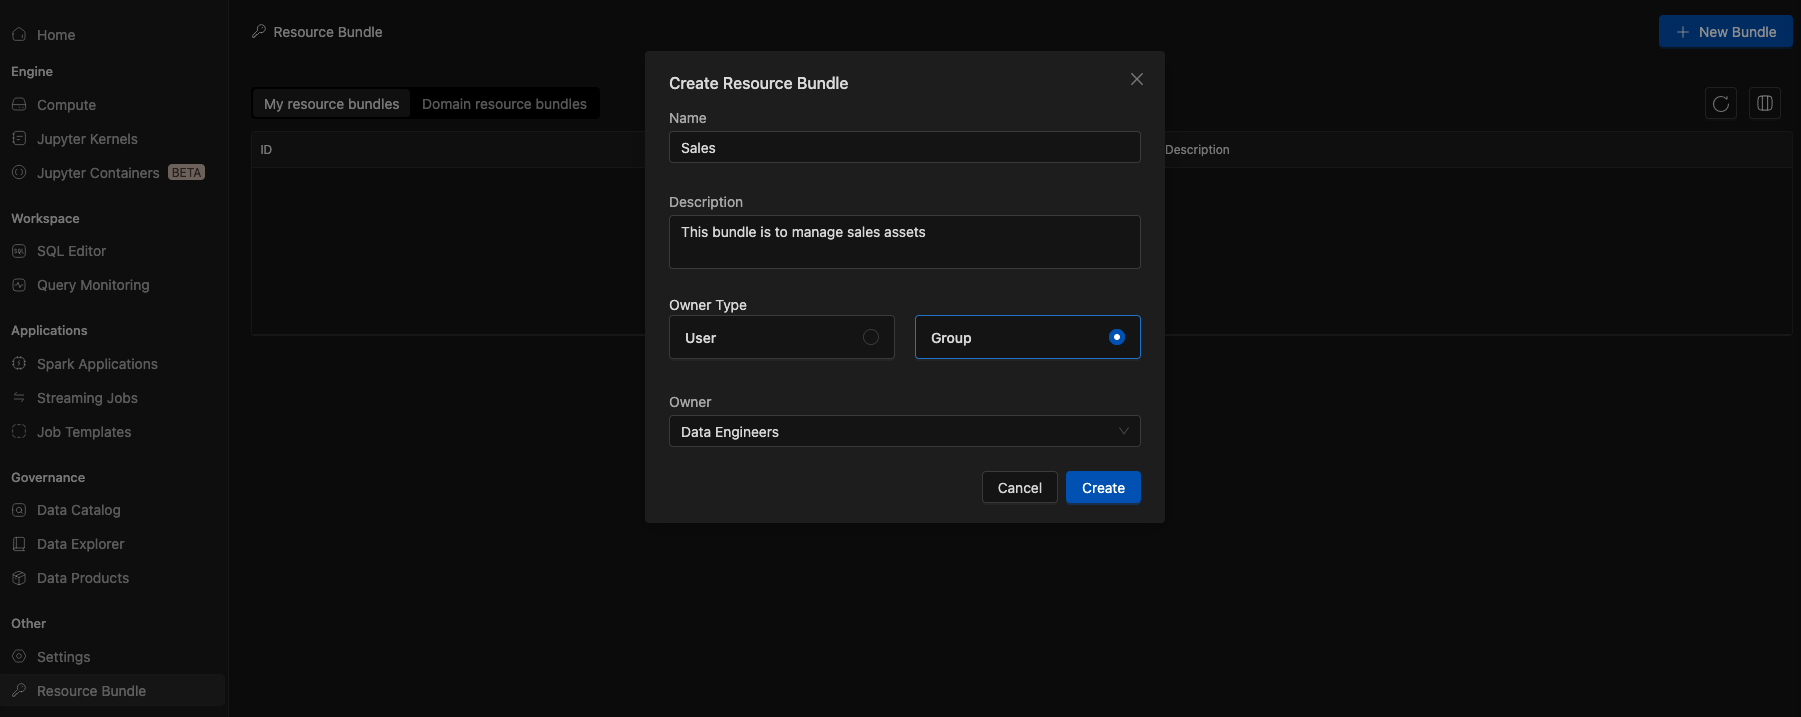 Home
Engine
Compute
Jupyter Kernels
Jupyter Containers BETA
Workspace
SQL Editor
Query Monitoring
Applications
Spark Applications
Streaming Jobs
Job Templates
Governance
Data Catalog
Data Explorer
Data Products
Other
Settings
Resource Bundle
Resource Bundle
New Bundle
My resource bundles Domain resource bundles
ID Description
Create Resource Bundle
Name
Sales
Description
This bundle is to manage sales assets
Owner Type
User Group
Owner
Data Engineers
Cancel Create